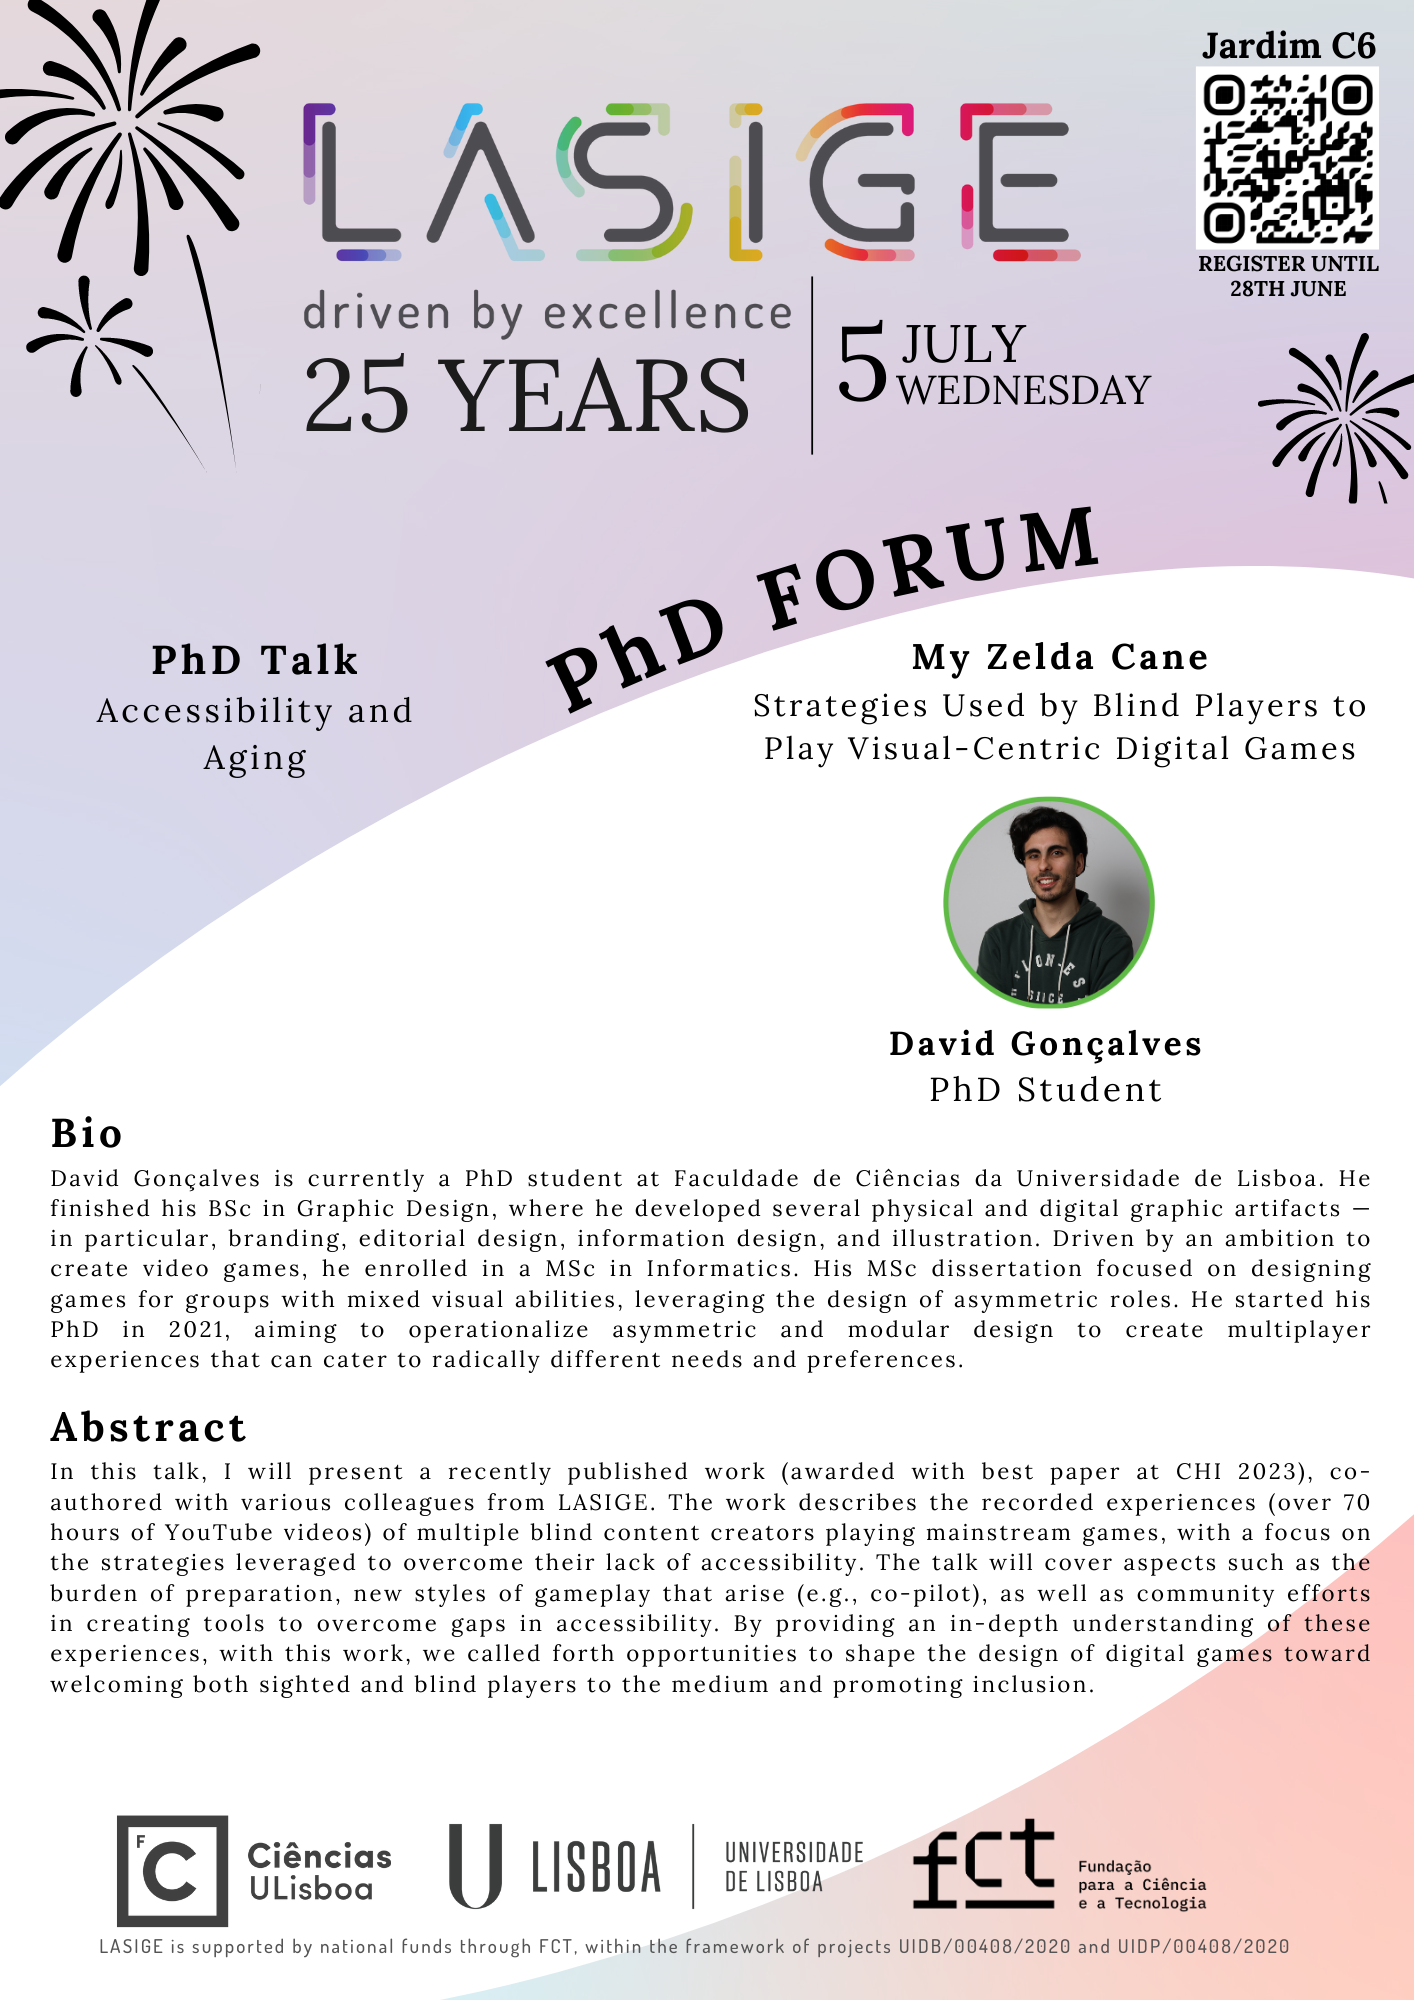 Jardim C6
REGISTER UNTIL
28TH JUNE
LASIGE
driven by excellence
25 YEARS
5 JULY
WEDNESDAY
PhD FORUM
PhD Talk
Accessibility and
Aging
My Zelda Cane
Strategies Used by Blind Players to
Play Visual-Centric Digital Games
David Gonçalves
PhD Student
Bio
David Gonçalves is currently a PhD student at Faculdade de Ciências da Universidade de Lisboa. He
finished his BSc in Graphic Design, where he developed several physical and digital graphic artifacts —
in particular, branding, editorial design, information design, and illustration. Driven by an ambition to
create video games, he enrolled in a MSc in Informatics. His MSc dissertation focused on designing
games for groups with mixed visual abilities, leveraging the design of asymmetric roles. He started his
PhD in 2021, aiming to operationalize asymmetric and modular design to create multiplayer
experiences that can cater to radically different needs and preferences.
Abstract
In this talk, I will present a recently published work (awarded with best paper at CHI 2023), co-
authored with various colleagues from LASIGE. The work describes the recorded experiences (over 70
hours of YouTube videos) of multiple blind content creators playing mainstream games, with a focus on
the strategies leveraged to overcome their lack of accessibility. The talk will cover aspects such as the
burden of preparation, new styles of gameplay that arise (e.g., co-pilot), as well as community efforts
in creating tools to overcome gaps in accessibility. By providing an in-depth understanding of these
experiences, with this work, we called forth opportunities to shape the design of digital games toward
welcoming both sighted and blind players to the medium and promoting inclusion.
F C
Ciências
ULisboa
U LISBOA
UNIVERSIDADE
DE LISBOA
fct
Fundação
para a Ciência
e a Tecnologia
LASIGE is supported by national funds through FCT, within the framework of projects UIDB/00408/2020 and UIDP/00408/2020